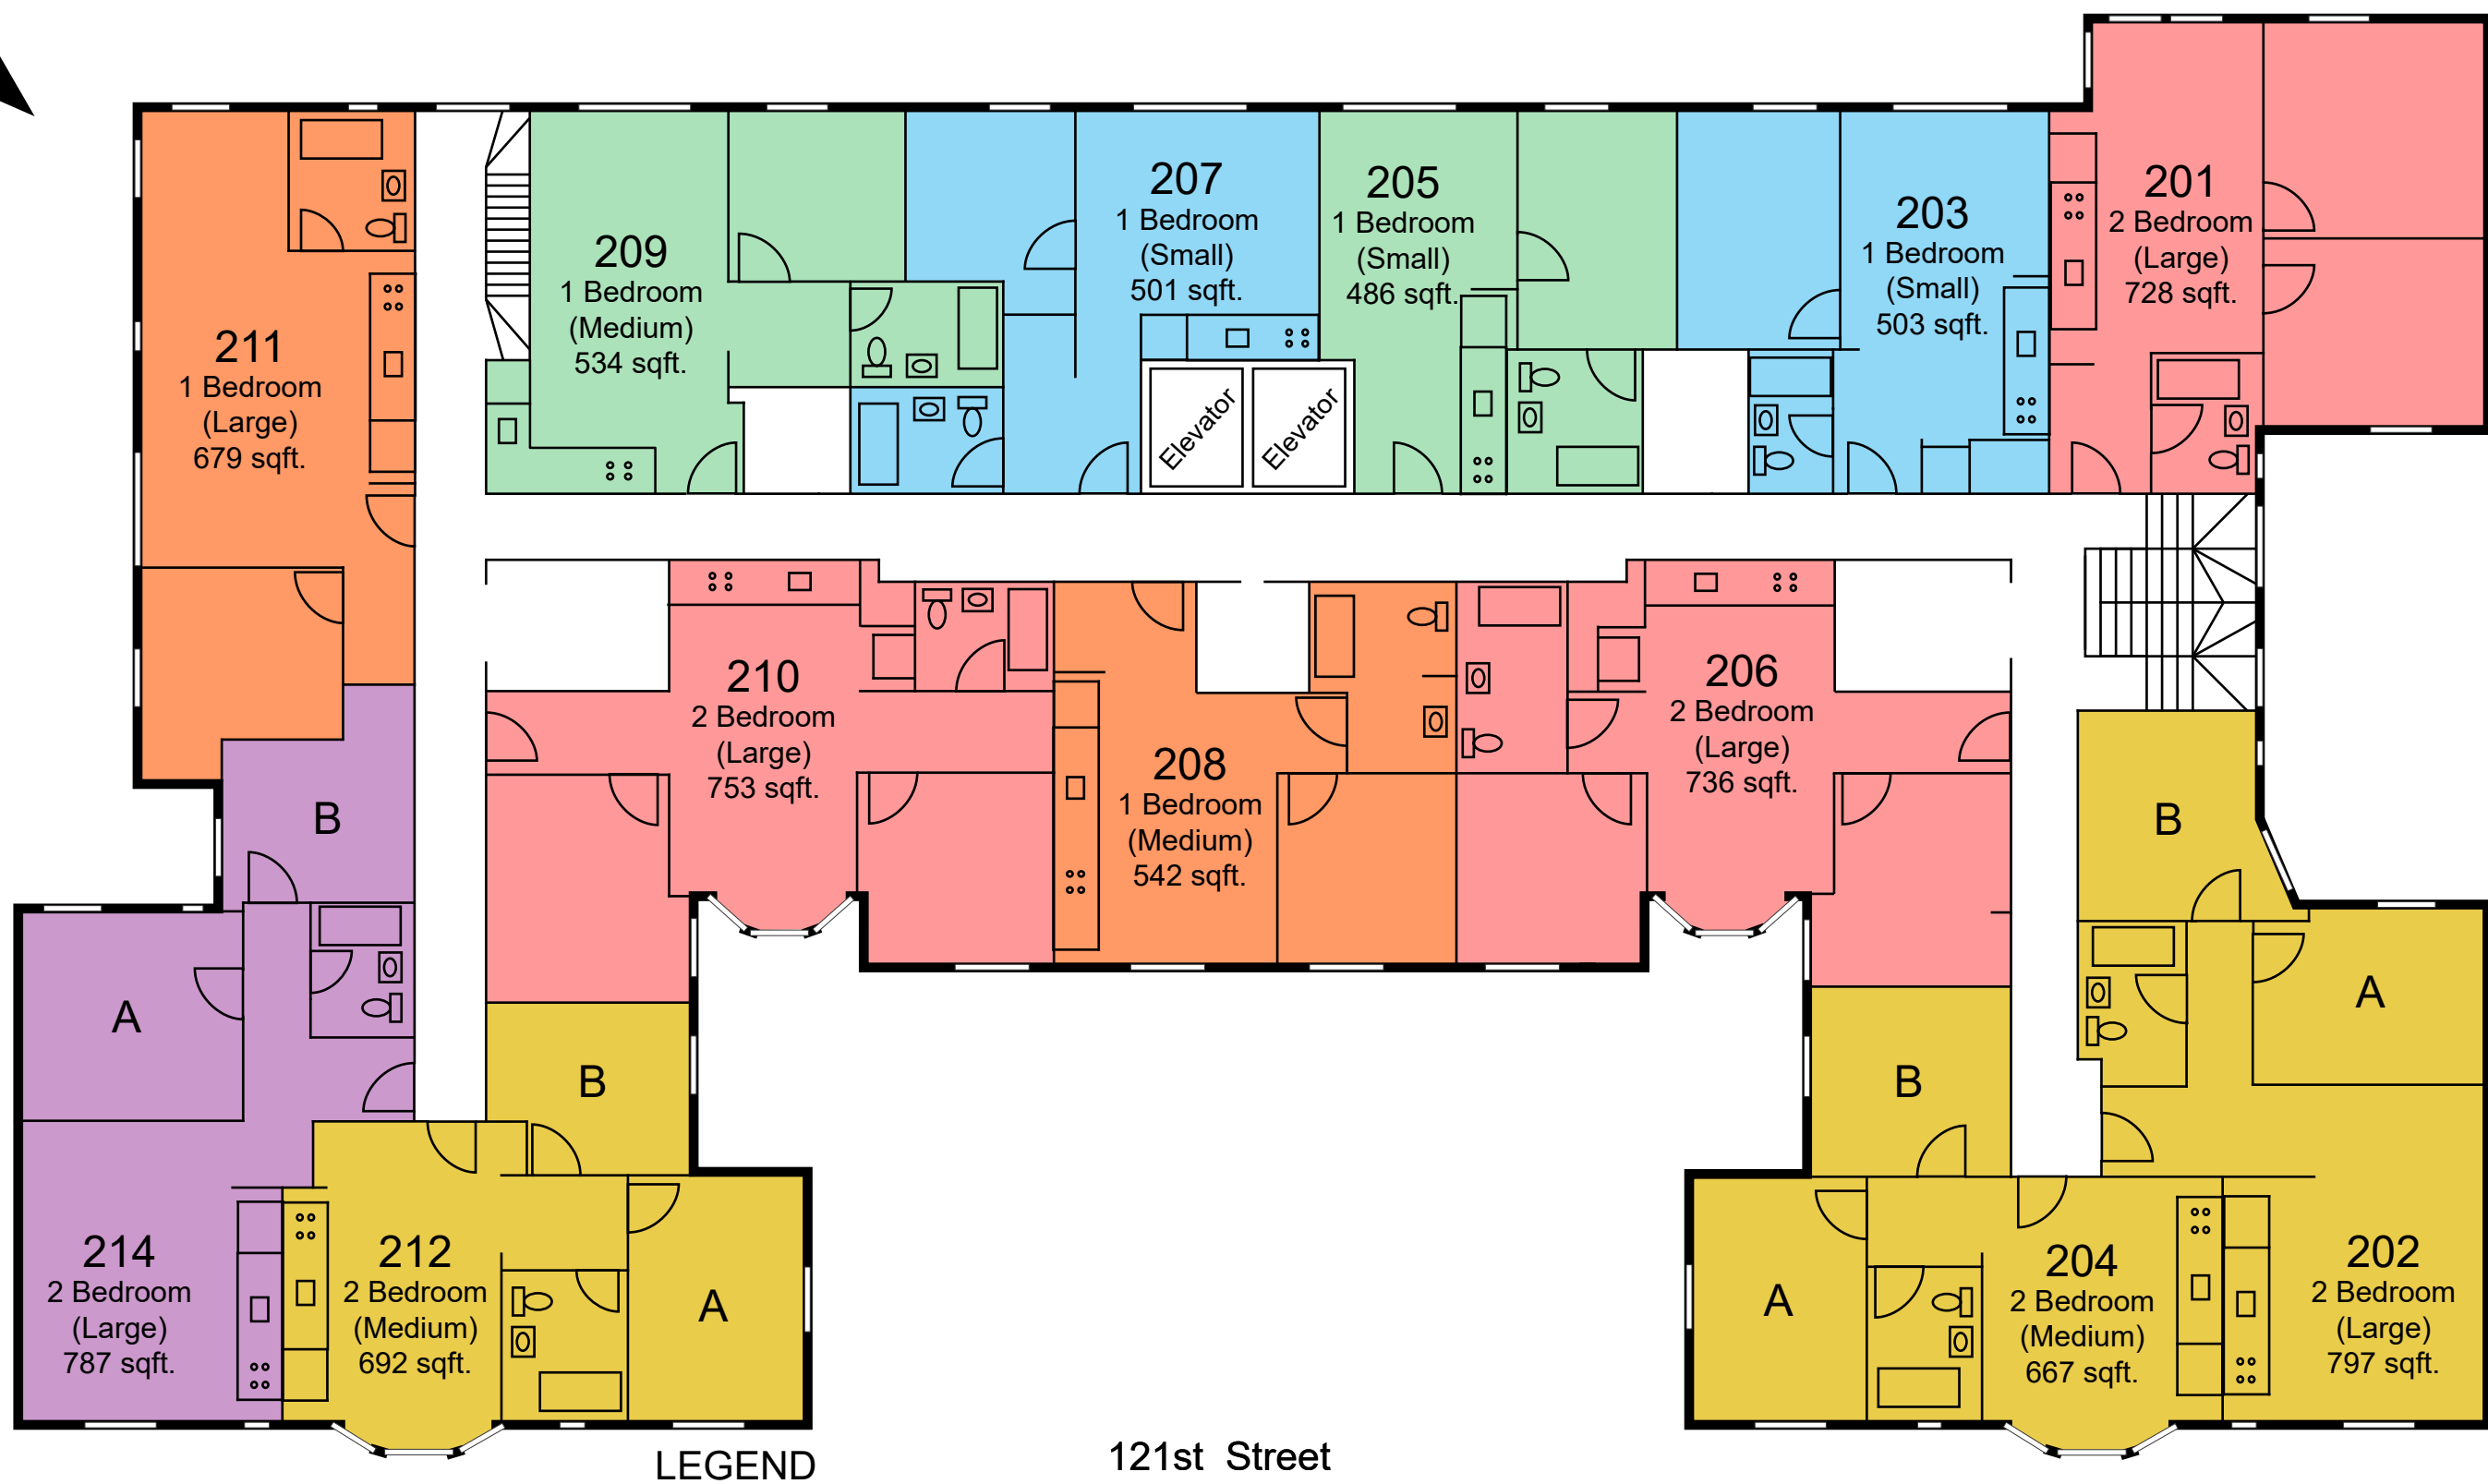 201
2 Bedroom
(Large)
728 sqft.
203
1 Bedroom
(Small)
503 sqft.
205
1 Bedroom
(Small)
486 sqft.
207
1 Bedroom
(Small)
501 sqft.
209
1 Bedroom
(Medium)
534 sqft.
211
1 Bedroom
(Large)
679 sqft.
Elevator
Elevator
210
2 Bedroom
(Large)
753 sqft.
208
1 Bedroom
(Medium)
542 sqft.
206
2 Bedroom
(Large)
736 sqft.
B
A
214
2 Bedroom
(Large)
787 sqft.
B
212
2 Bedroom
(Medium)
692 sqft.
A
B
A
204
2 Bedroom
(Medium)
667 sqft.
B
A
202
2 Bedroom
(Large)
797 sqft.
LEGEND
121st Street